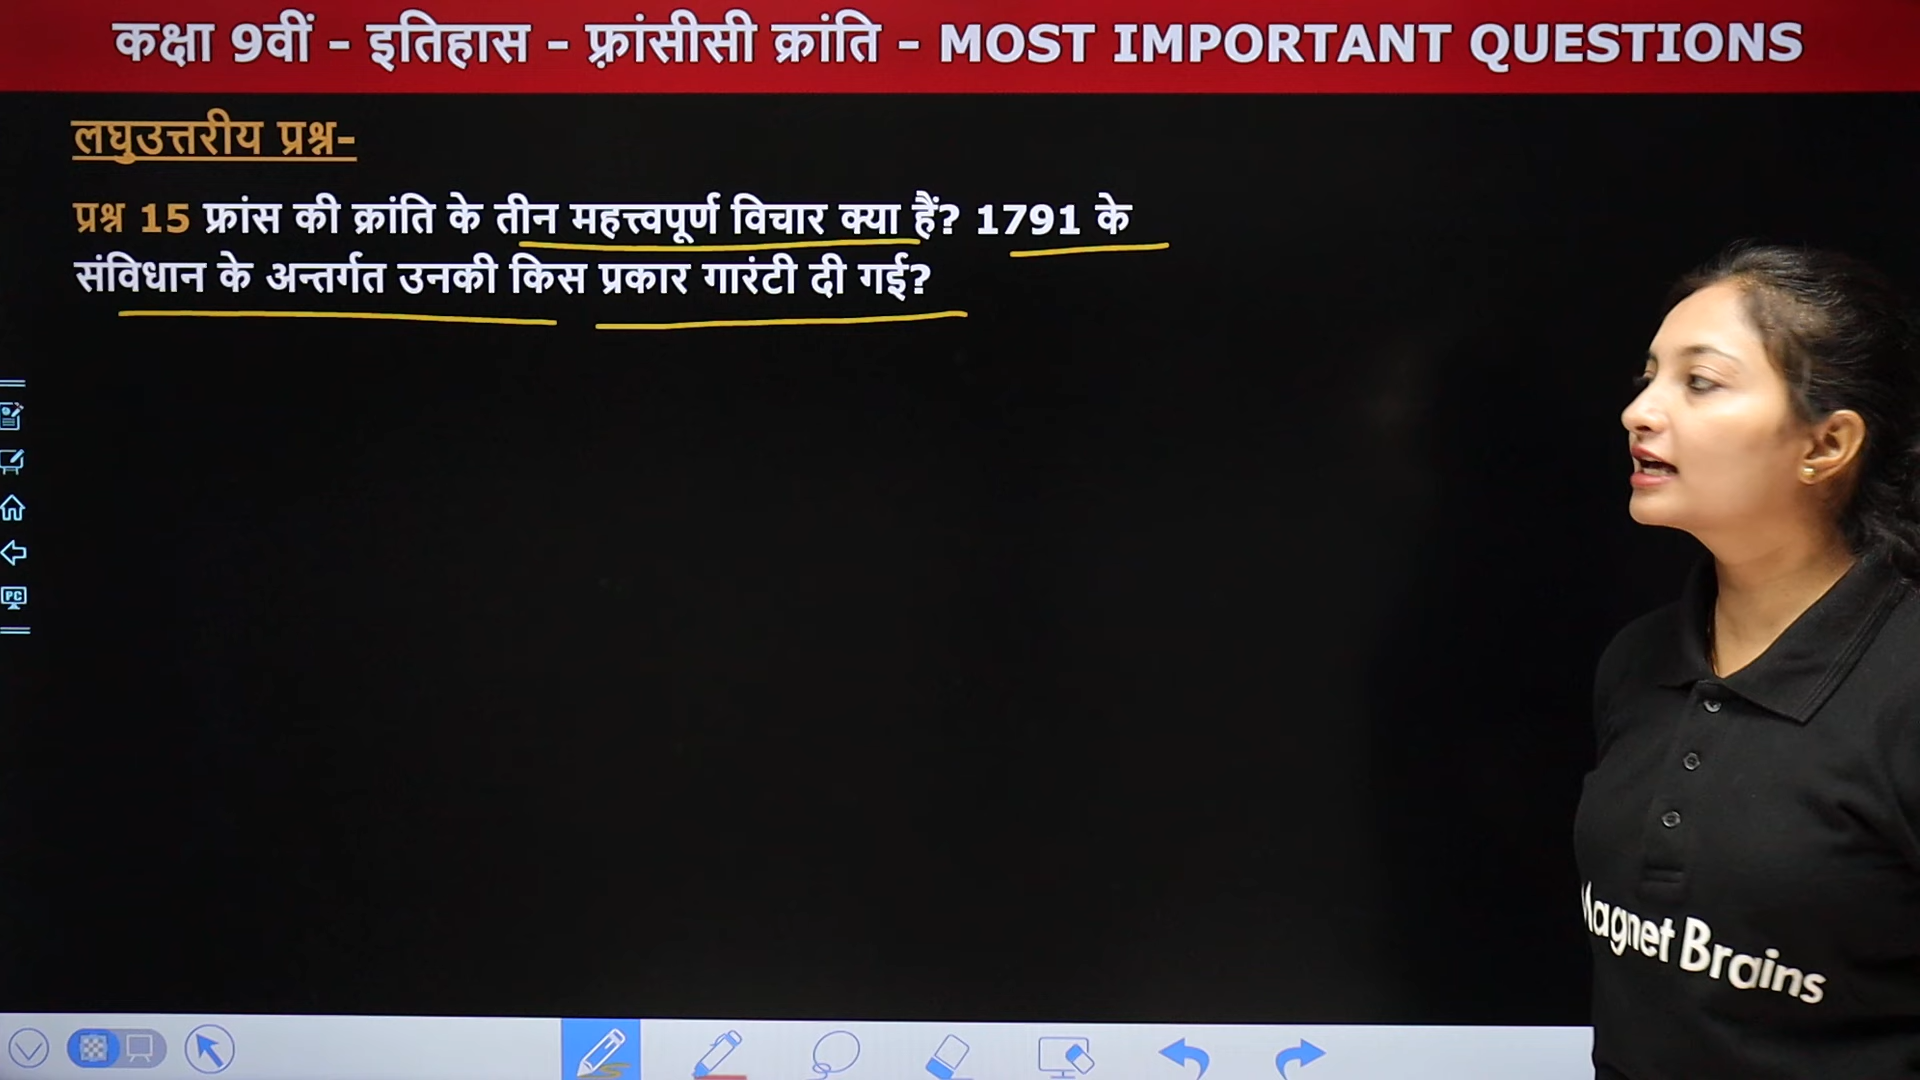 कक्षा 9वीं - इतिहास - फ़्रांसीसी क्रांति - MOST IMPORTANT QUESTIONS
लघुउत्तरीय प्रश्न-
प्रश्न 15 फ्रांस की क्रांति के तीन महत्त्वपूर्ण विचार क्या हैं? 1791 के
संविधान के अन्तर्गत उनकी किस प्रकार गारंटी दी गई?
PC
Magnet Brains